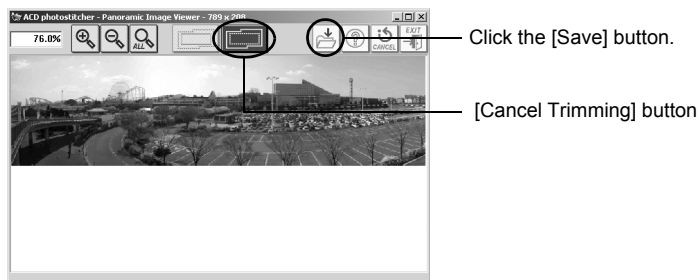 ACD photostitcher - Panoramic Image Viewer - 789 x 208
76.0%
ALL
CANCEL
EXIT
Click the [Save] button.
[Cancel Trimming] button